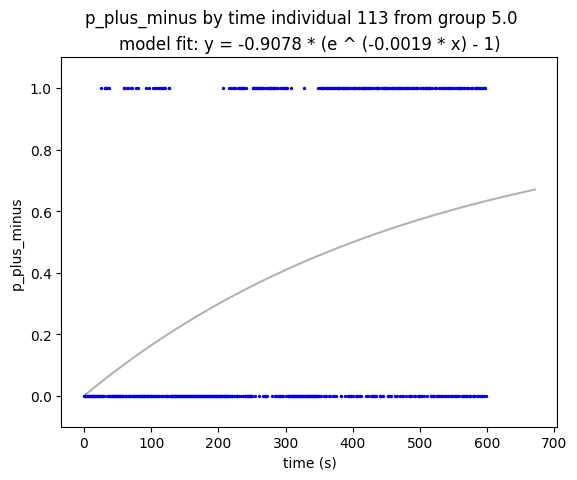 p_plus_minus by time individual 113 from group 5.0
model fit: y = -0.9078 * (e ^ (-0.0019 * x) - 1)
1.0
0.8
0.6
0.4
0.2
0.0
p_plus_minus
0 100 200 300 400 500 600 700
time (s)